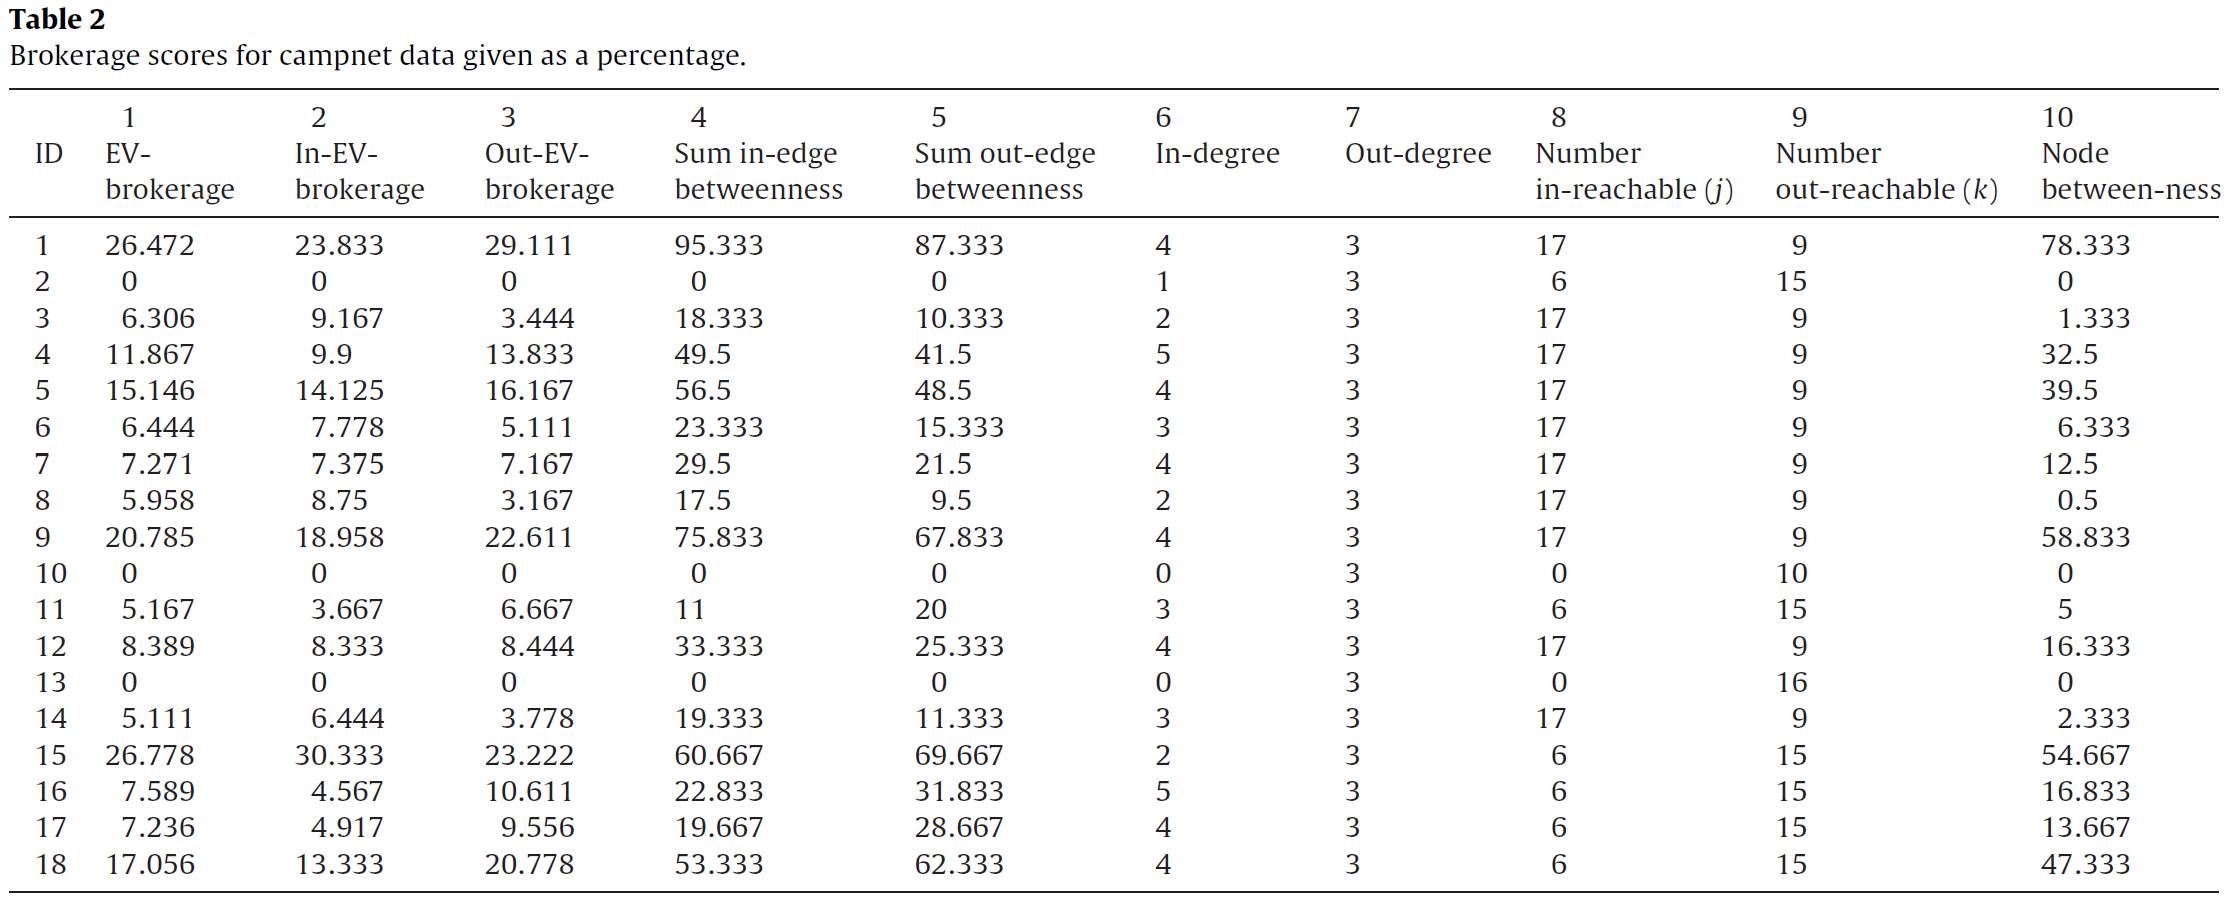 Table 2
Brokerage scores for campnet data given as a percentage.
1 2 3 4 5 6 7 8 9 10
ID EV- In-EV- Out-EV- Sum in-edge Sum out-edge In-degree Out-degree Number Number Node
brokerage brokerage brokerage betweenness betweenness in-reachable (j) out-reachable (k) between-ness
1 26.472 23.833 29.111 95.333 87.333 4 3 17 9 78.333
2 0 0 0 0 0 1 3 6 15 0
3 6.306 9.167 3.444 18.333 10.333 2 3 17 9 1.333
4 11.867 9.9 13.833 49.5 41.5 5 3 17 9 32.5
5 15.146 14.125 16.167 56.5 48.5 4 3 17 9 39.5
6 6.444 7.778 5.111 23.333 15.333 3 3 17 9 6.333
7 7.271 7.375 7.167 29.5 21.5 4 3 17 9 12.5
8 5.958 8.75 3.167 17.5 9.5 2 3 17 9 0.5
9 20.785 18.958 22.611 75.833 67.833 4 3 17 9 58.833
10 0 0 0 0 0 0 3 0 10 0
11 5.167 3.667 6.667 11 20 3 3 6 15 5
12 8.389 8.333 8.444 33.333 25.333 4 3 17 9 16.333
13 0 0 0 0 0 0 3 0 16 0
14 5.111 6.444 3.778 19.333 11.333 3 3 17 9 2.333
15 26.778 30.333 23.222 60.667 69.667 2 3 6 15 54.667
16 7.589 4.567 10.611 22.833 31.833 5 3 6 15 16.833
17 7.236 4.917 9.556 19.667 28.667 4 3 6 15 13.667
18 17.056 13.333 20.778 53.333 62.333 4 3 6 15 47.333